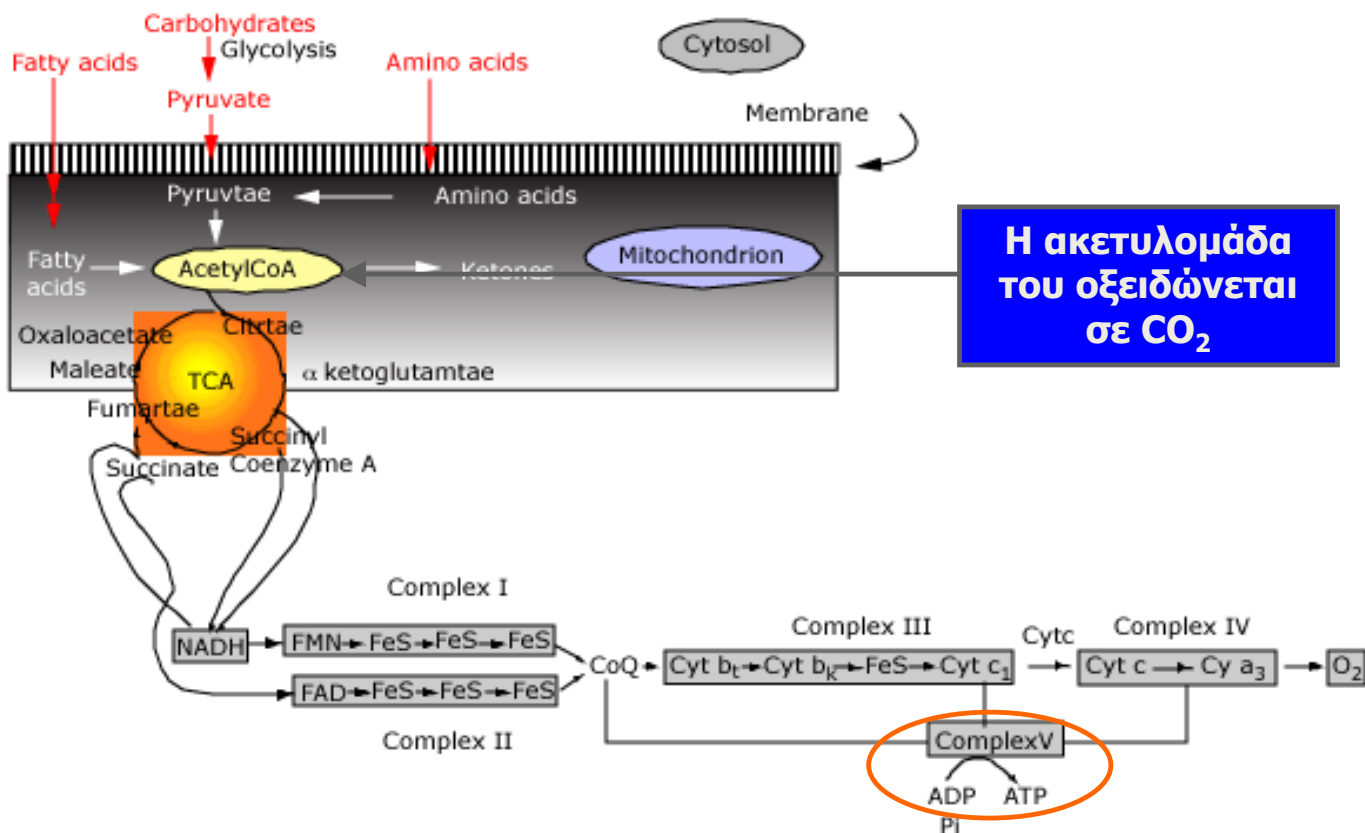 Carbohydrates
Glycolysis
Cytosol
Fatty acids
Amino acids
Pyruvate
Membrane
Pyruvtae
Amino acids
Fatty
acids
AcetylCoA
Ketones
Mitochondrion
Η ακετυλομάδα
του οξειδώνεται
σε CO₂
Citrtae
Oxaloacetate
Maleate
TCA
α ketoglutamtae
Fumartae
Succinyl
Coenzyme A
Succinate
Complex I
NADH
FMN FeS FeS FeS
CoQ
FAD FeS FeS FeS
Complex II
Complex III
Cyt bt Cyt bk FeS Cyt c1
Cytc
Complex IV
Cyt c Cy a3
O2
ComplexV
ADP ATP
Pi